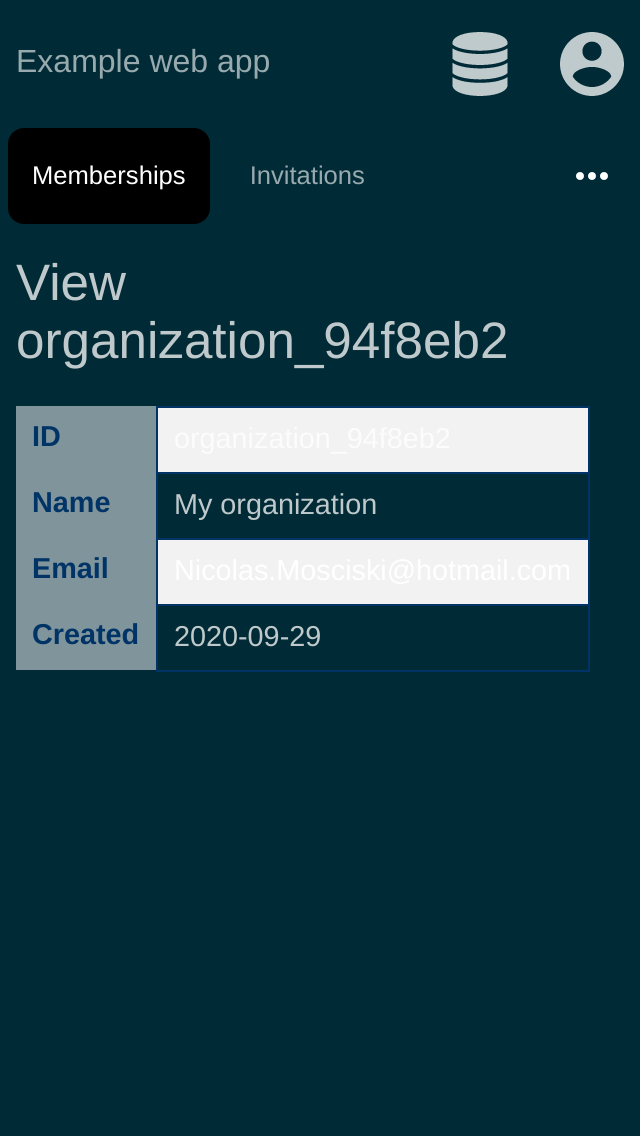 Example web app
Memberships Invitations
View
organization_94f8eb2
ID organization_94f8eb2
Name My organization
Email Nicolas.Mosciski@hotmail.com
Created 2020-09-29